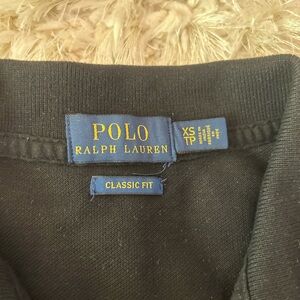 POLO
RALPH LAUREN
XS
TP
CLASSIC FIT